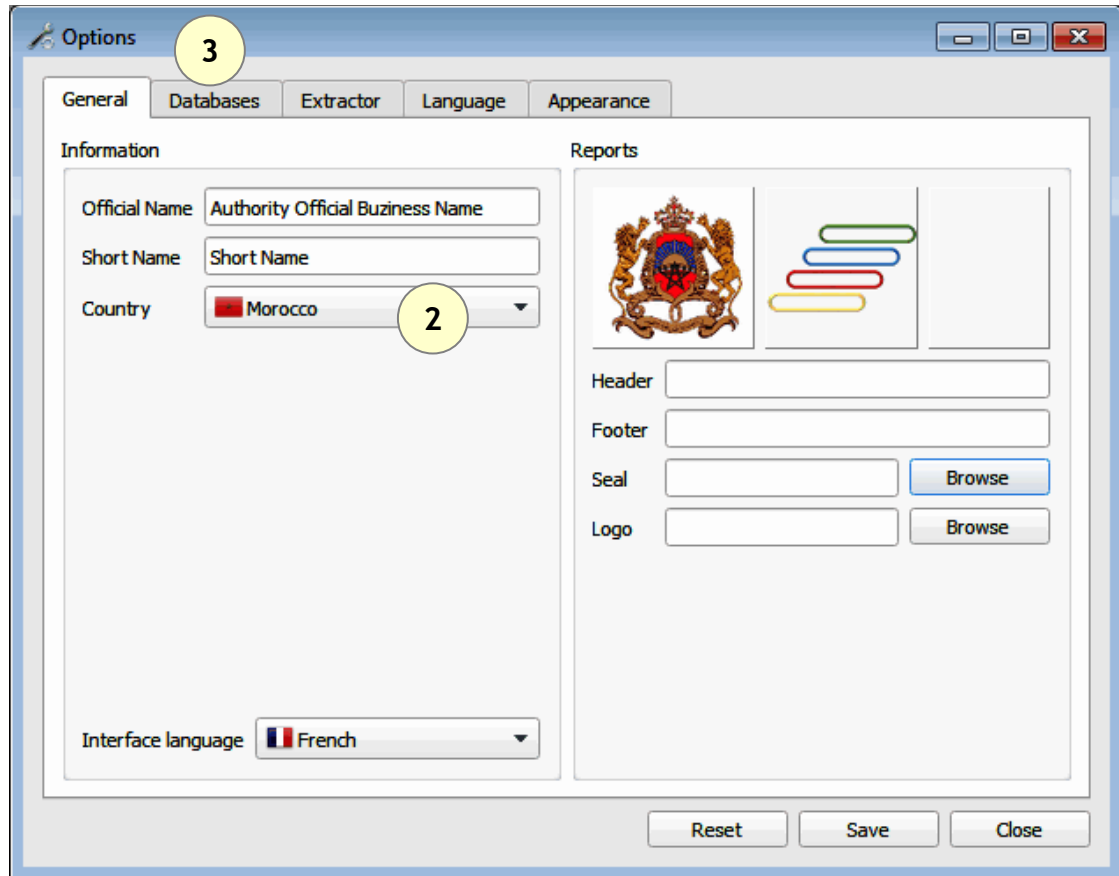 Options
3
General Databases Extractor Language Appearance
Information
Official Name Authority Official Buziness Name
Short Name Short Name
Country Morocco
2
Interface language French
Reports
Header
Footer
Seal Browse
Logo Browse
Reset Save Close